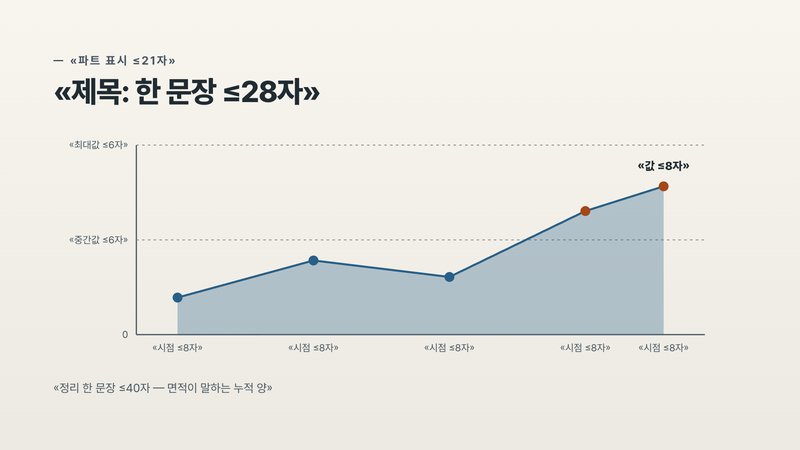 — «파트 표시 ≤21자»
«제목: 한 문장 ≤28자»
«최대값 ≤6자»
«값 ≤8자»
«중간값 ≤6자»
0
«시점 ≤8자» «시점 ≤8자» «시점 ≤8자» «시점 ≤8자» «시점 ≤8자»
«정리 한 문장 ≤40자 — 면적이 말하는 누적 양»